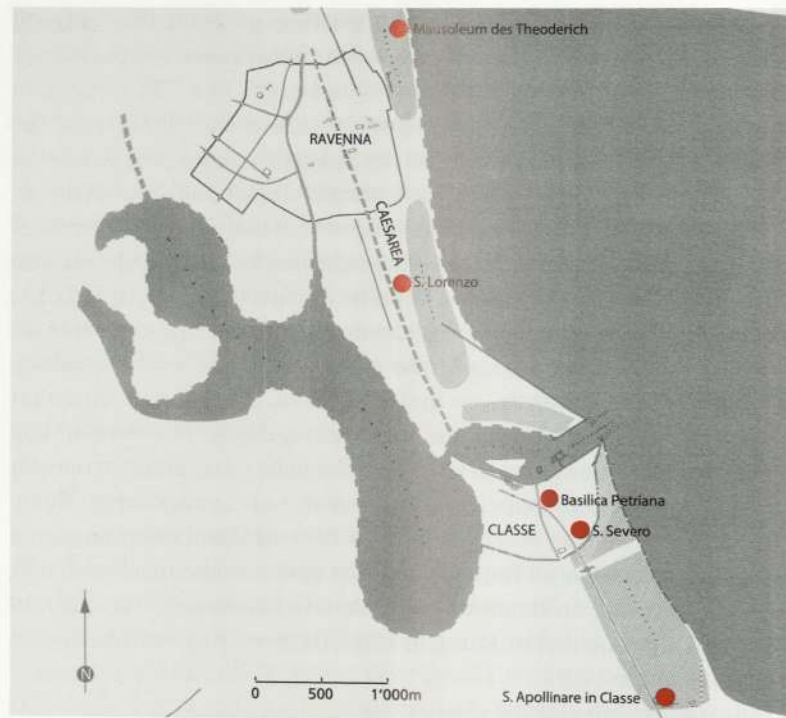 Mausoleum des Theoderich
RAVENNA
CAESAREA
S. Lorenzo
Basilica Petriana
CLASSE
S. Severo
N
0 500 1'000m
S. Apollinare in Classe